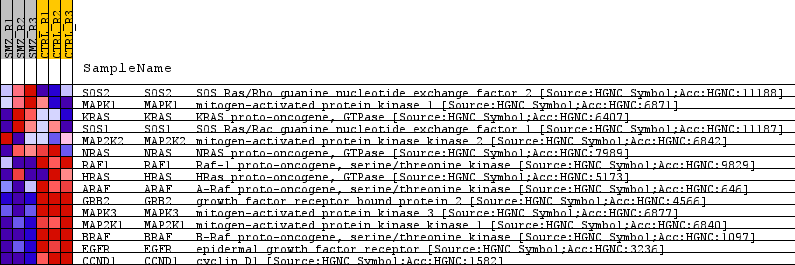 SMZ_R1
SMZ_R2
SMZ_R3
CTRL_R1
CTRL_R2
CTRL_R3
SampleName
SOS2 SOS2 SOS Ras/Rho guanine nucleotide exchange factor 2 [Source:HGNC Symbol;Acc:HGNC:11188]
MAPK1 MAPK1 mitogen-activated protein kinase 1 [Source:HGNC Symbol;Acc:HGNC:6871]
KRAS KRAS KRAS proto-oncogene, GTPase [Source:HGNC Symbol;Acc:HGNC:6407]
SOS1 SOS1 SOS Ras/Rac guanine nucleotide exchange factor 1 [Source:HGNC Symbol;Acc:HGNC:11187]
MAP2K2 MAP2K2 mitogen-activated protein kinase kinase 2 [Source:HGNC Symbol;Acc:HGNC:6842]
NRAS NRAS NRAS proto-oncogene, GTPase [Source:HGNC Symbol;Acc:HGNC:7989]
RAF1 RAF1 Raf-1 proto-oncogene, serine/threonine kinase [Source:HGNC Symbol;Acc:HGNC:9829]
HRAS HRAS HRas proto-oncogene, GTPase [Source:HGNC Symbol;Acc:HGNC:5173]
ARAF ARAF A-Raf proto-oncogene, serine/threonine kinase [Source:HGNC Symbol;Acc:HGNC:646]
GRB2 GRB2 growth factor receptor bound protein 2 [Source:HGNC Symbol;Acc:HGNC:4566]
MAPK3 MAPK3 mitogen-activated protein kinase 3 [Source:HGNC Symbol;Acc:HGNC:6877]
MAP2K1 MAP2K1 mitogen-activated protein kinase kinase 1 [Source:HGNC Symbol;Acc:HGNC:6840]
BRAF BRAF B-Raf proto-oncogene, serine/threonine kinase [Source:HGNC Symbol;Acc:HGNC:1097]
EGFR EGFR epidermal growth factor receptor [Source:HGNC Symbol;Acc:HGNC:3236]
CCND1 CCND1 cyclin D1 [Source:HGNC Symbol;Acc:HGNC:1582]